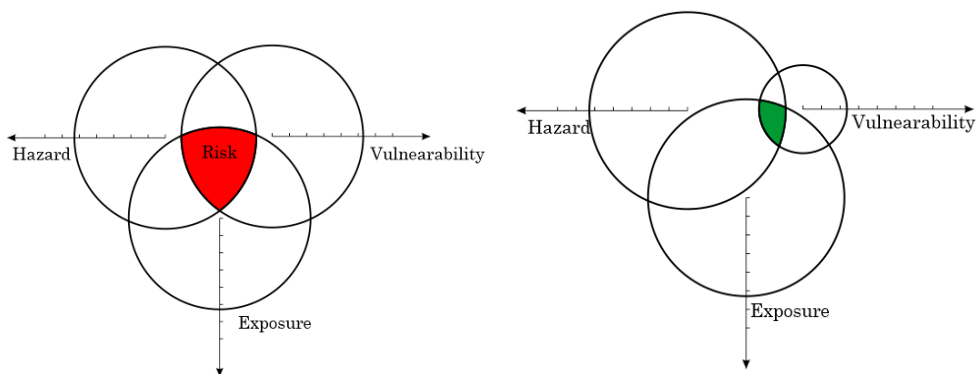 Hazard
Risk
Vulnearability
Exposure
Hazard
Vulnearability
Exposure